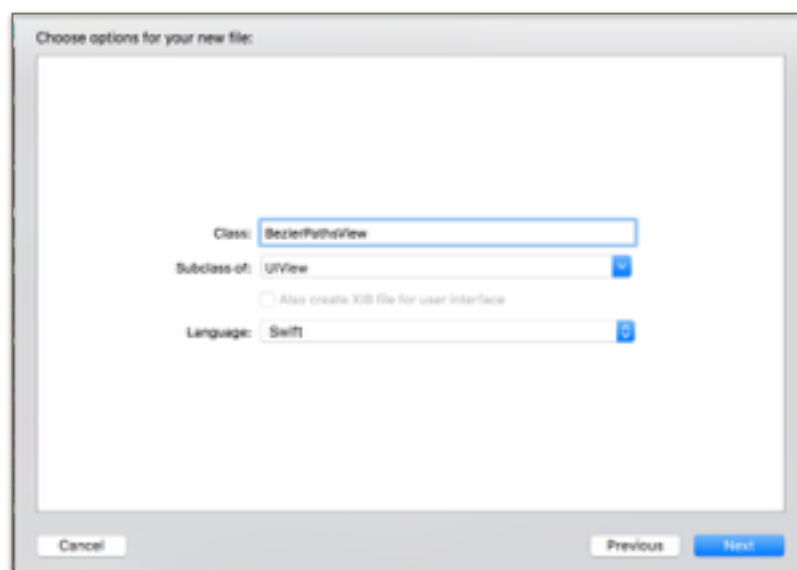 Choose options for your new file:
Class: BezierPathsView
Subclass of: UIView
Also create XIB file for user interface
Language: Swift
Cancel Previous Next